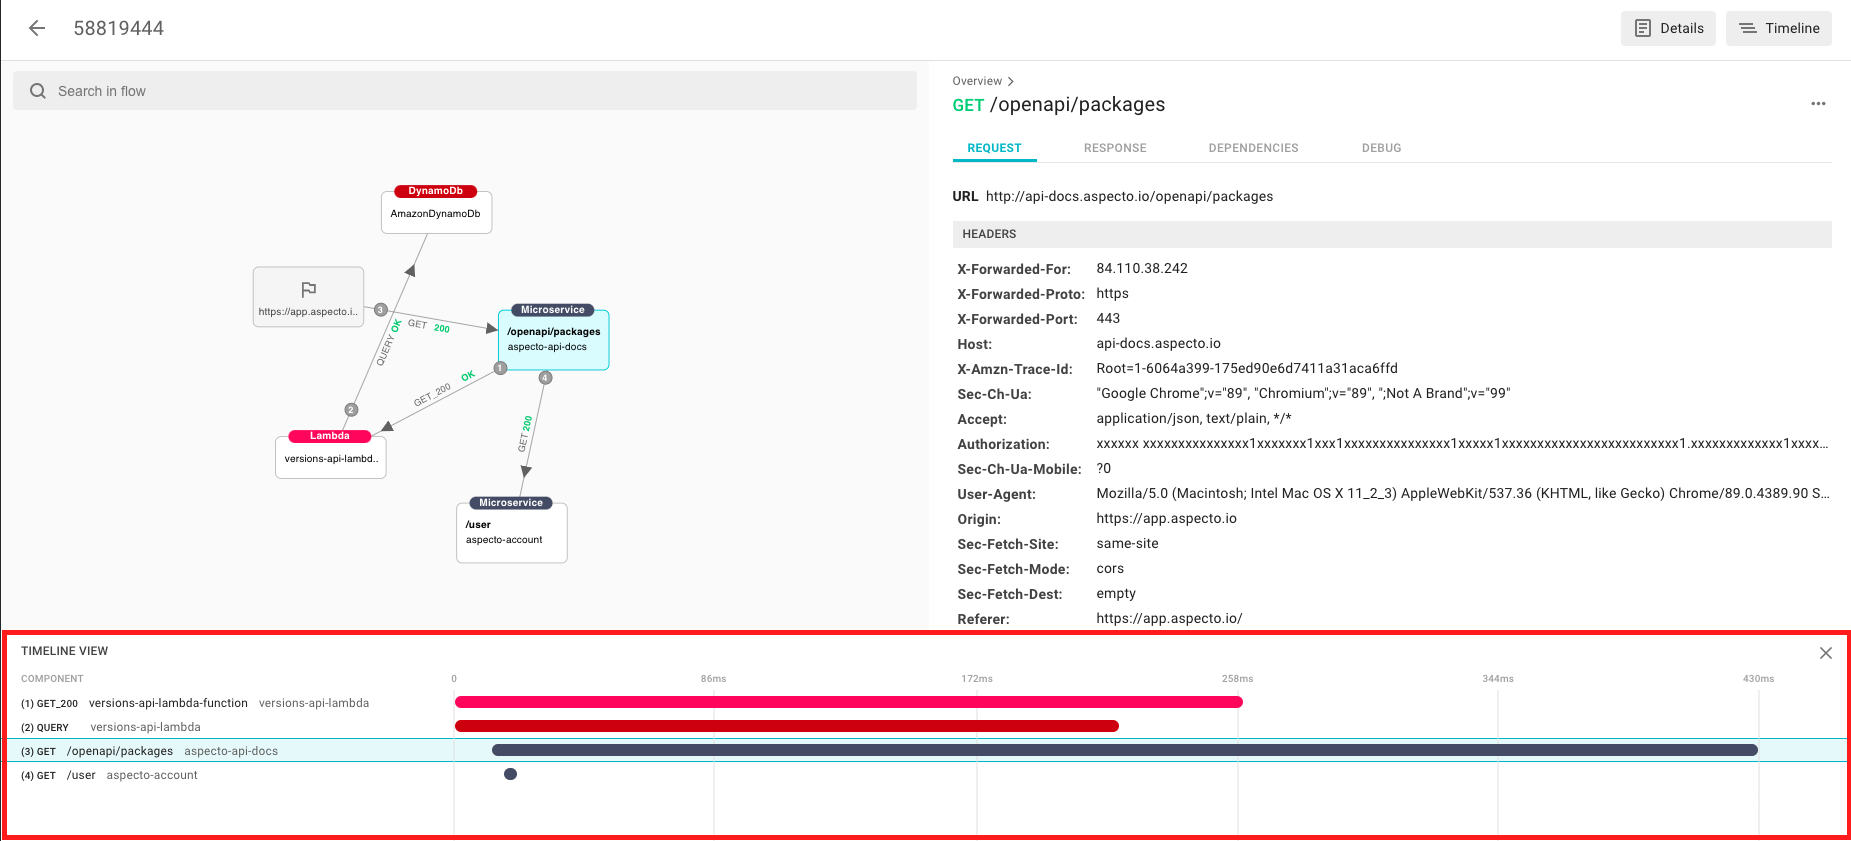 58819444
Details
Timeline
Search in flow
DynamoDb
AmazonDynamoDb
https://app.aspecto.i..
3
GET 200
QUERY OK
Microservice
/openapi/packages
aspecto-api-docs
1
4
GET_200 OK
GET 200
2
Lambda
versions-api-lambd..
Microservice
/user
aspecto-account
Overview
GET /openapi/packages
REQUEST RESPONSE DEPENDENCIES DEBUG
URL http://api-docs.aspecto.io/openapi/packages
HEADERS
X-Forwarded-For: 84.110.38.242
X-Forwarded-Proto: https
X-Forwarded-Port: 443
Host: api-docs.aspecto.io
X-Amzn-Trace-Id: Root=1-6064a399-175ed90e6d7411a31aca6ffd
Sec-Ch-Ua: "Google Chrome";v="89", "Chromium";v="89", ";Not A Brand";v="99"
Accept: application/json, text/plain, */*
Authorization: xxxxxx xxxxxxxxxxxxxxx1xxxxxxx1xxx1xxxxxxxxxxxxxxx1xxxxx1xxxxxxxxxxxxxxxxxxxxxxxxx1.xxxxxxxxxxxxx1xxxx...
Sec-Ch-Ua-Mobile: ?0
User-Agent: Mozilla/5.0 (Macintosh; Intel Mac OS X 11_2_3) AppleWebKit/537.36 (KHTML, like Gecko) Chrome/89.0.4389.90 S...
Origin: https://app.aspecto.io
Sec-Fetch-Site: same-site
Sec-Fetch-Mode: cors
Sec-Fetch-Dest: empty
Referer: https://app.aspecto.io/
TIMELINE VIEW
COMPONENT 0 86ms 172ms 258ms 344ms 430ms
(1) GET_200 versions-api-lambda-function versions-api-lambda
(2) QUERY versions-api-lambda
(3) GET /openapi/packages aspecto-api-docs
(4) GET /user aspecto-account